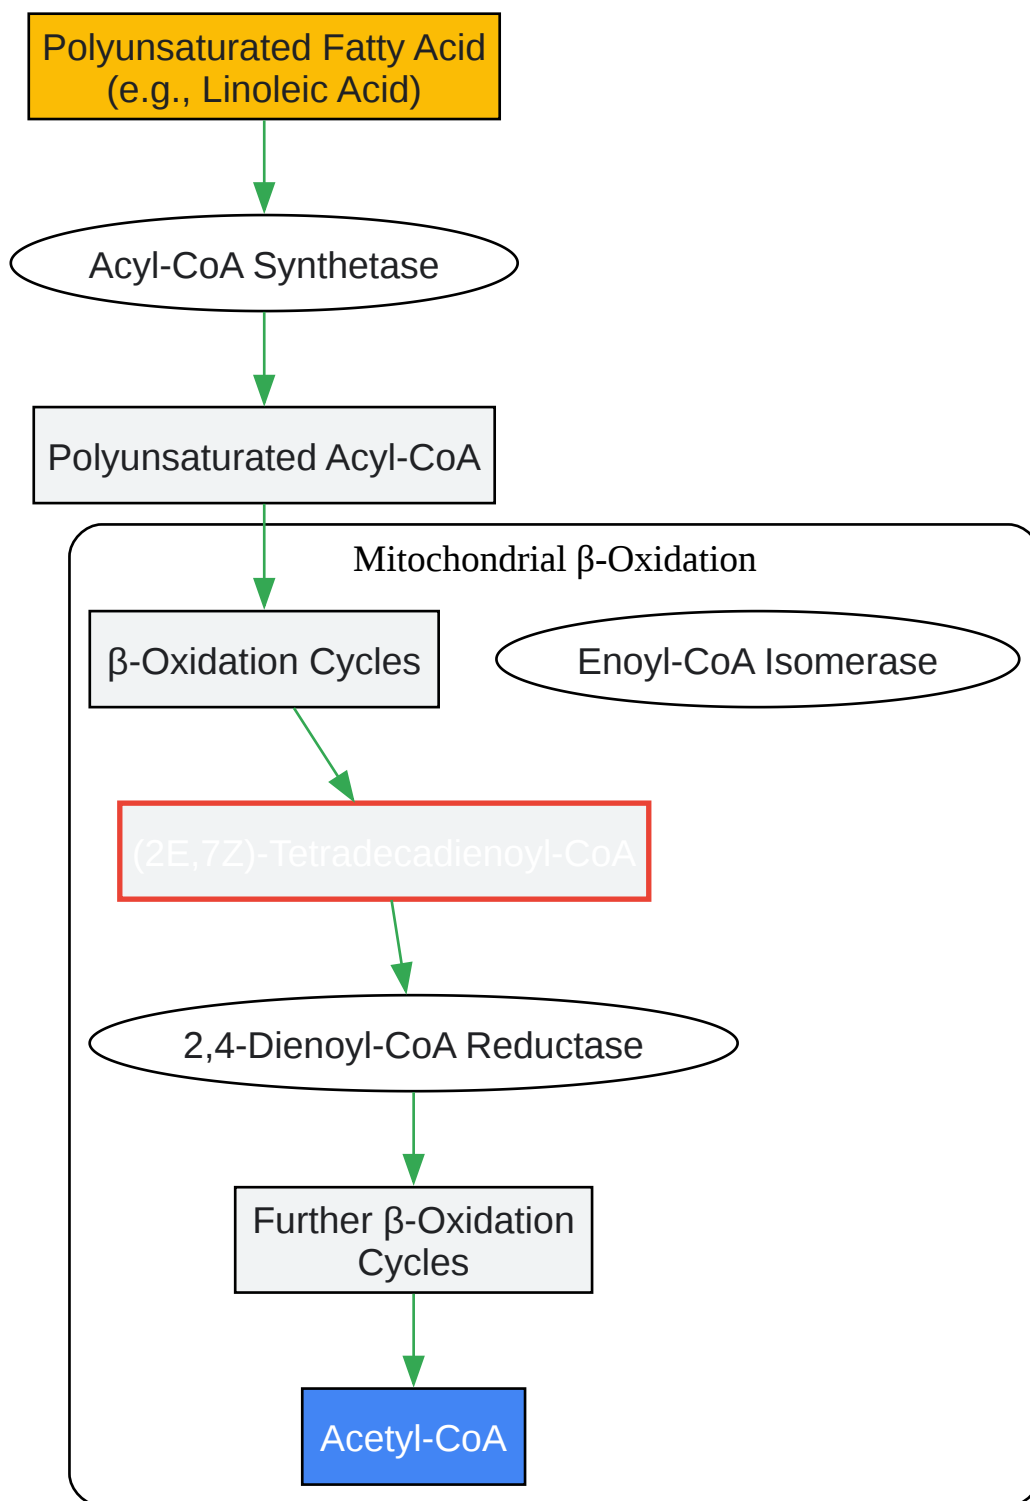 Polyunsaturated Fatty Acid
(e.g., Linoleic Acid)
Acyl-CoA Synthetase
Polyunsaturated Acyl-CoA
Mitochondrial β-Oxidation
β-Oxidation Cycles
Enoyl-CoA Isomerase
(2E,7Z)-Tetradecadienoyl-CoA
2,4-Dienoyl-CoA Reductase
Further β-Oxidation
Cycles
Acetyl-CoA